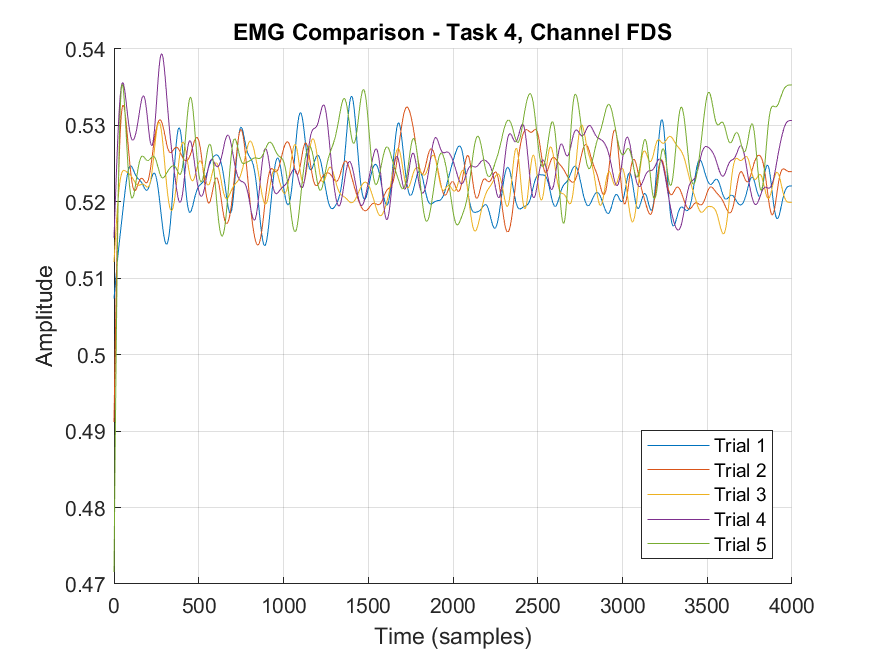 EMG Comparison - Task 4, Channel FDS
0.54
0.53
0.52
0.51
0.5
0.49
0.48
0.47
Amplitude
0
500
1000
1500
2000
2500
3000
3500
4000
Time (samples)
Trial 1
Trial 2
Trial 3
Trial 4
Trial 5